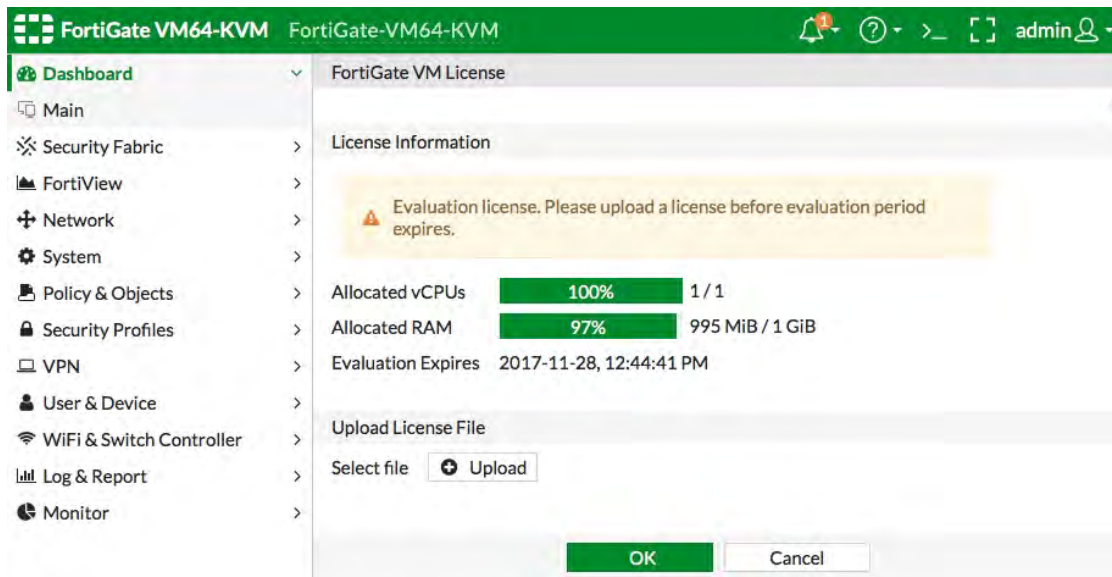 FortiGate VM64-KVM FortiGate-VM64-KVM 1 admin
Dashboard
Main
Security Fabric
FortiView
Network
System
Policy & Objects
Security Profiles
VPN
User & Device
WiFi & Switch Controller
Log & Report
Monitor
FortiGate VM License
License Information
Evaluation license. Please upload a license before evaluation period
expires.
Allocated vCPUs 100% 1 / 1
Allocated RAM 97% 995 MiB / 1 GiB
Evaluation Expires 2017-11-28, 12:44:41 PM
Upload License File
Select file Upload
OK Cancel